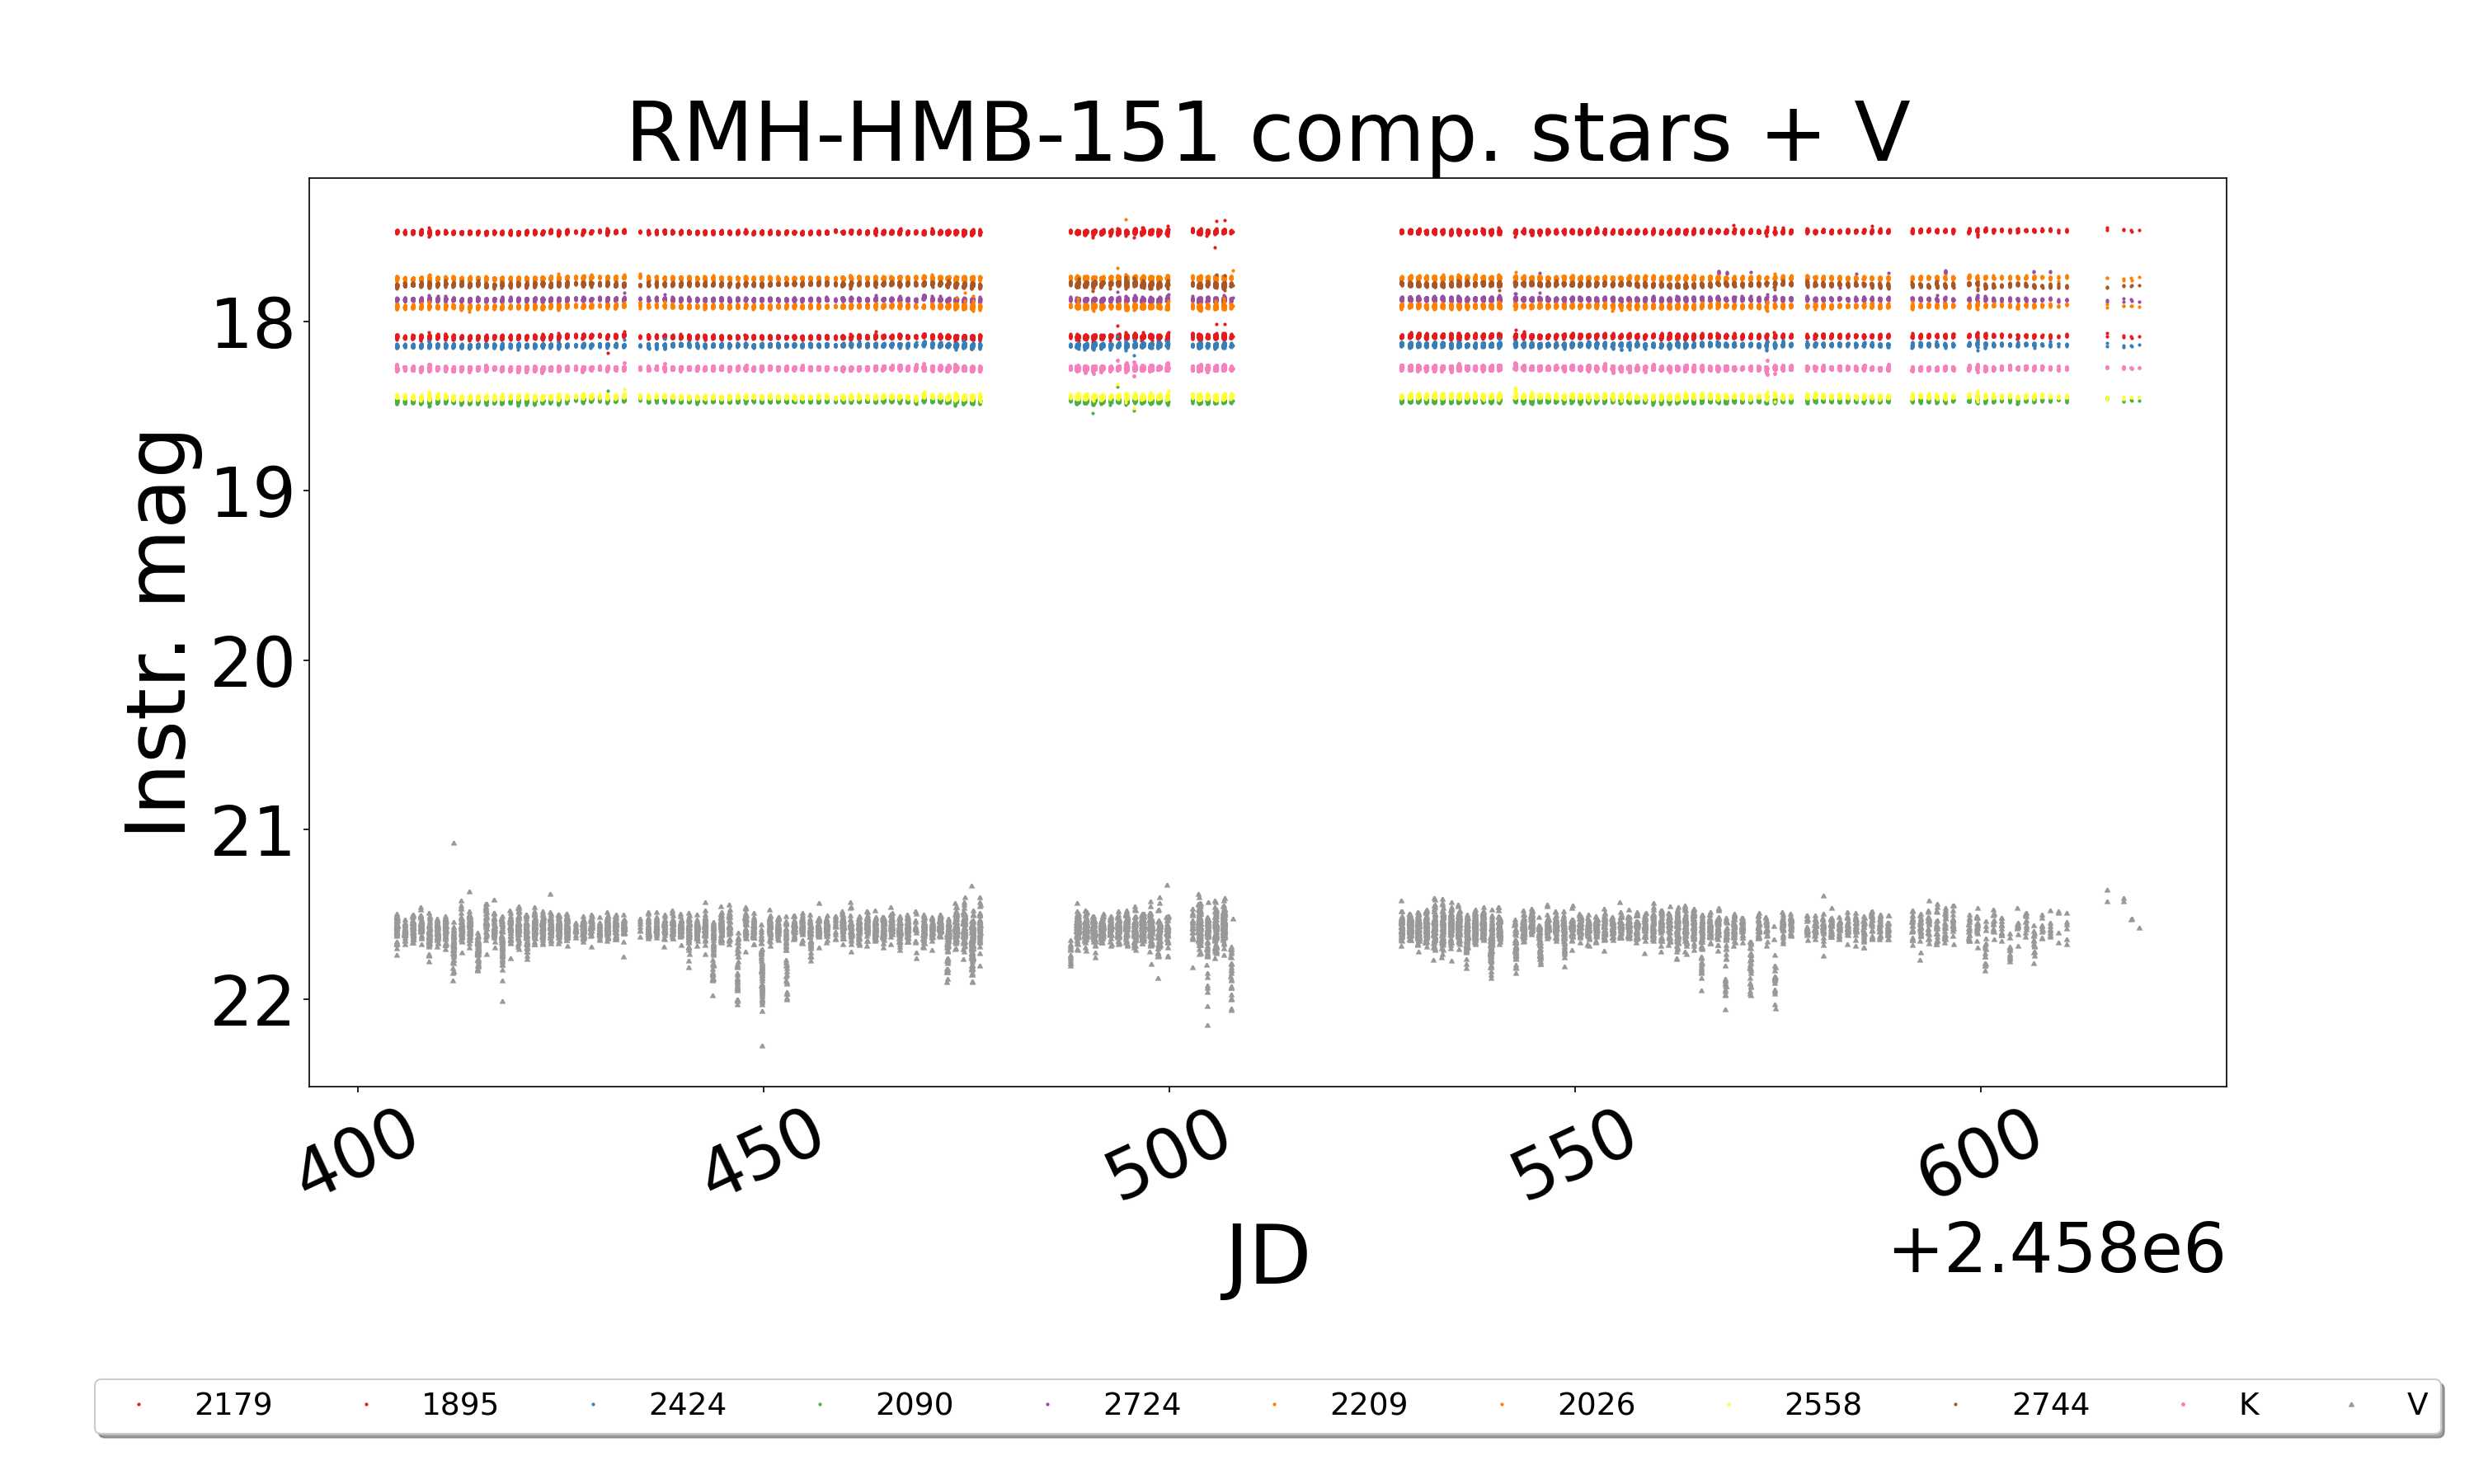 RMH-HMB-151 comp. stars + V
Instr. mag
18
19
20
21
22
400 450 500 550 600
JD
+2.458e6
2179 1895 2424 2090 2724 2209 2026 2558 2744 K V